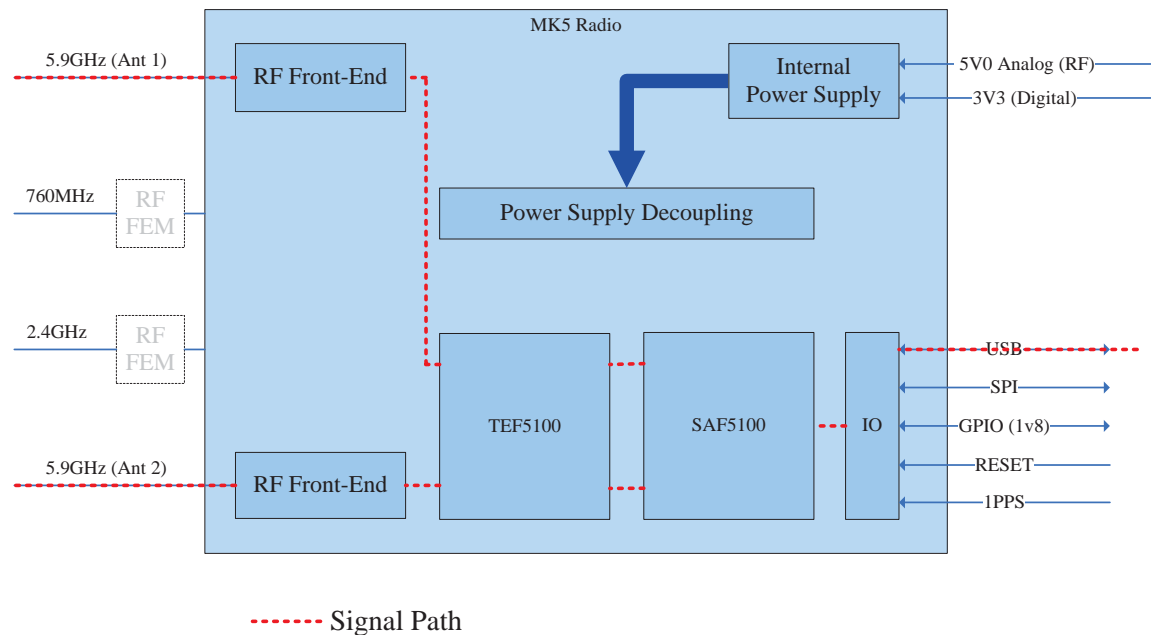 MK5 Radio
5.9GHz (Ant 1)
RF Front-End
Internal
Power Supply
5V0 Analog (RF)
3V3 (Digital)
760MHz
RF
FEM
Power Supply Decoupling
2.4GHz
RF
FEM
TEF5100
SAF5100
IO
USB
SPI
GPIO (1v8)
RESET
1PPS
5.9GHz (Ant 2)
RF Front-End
Signal Path